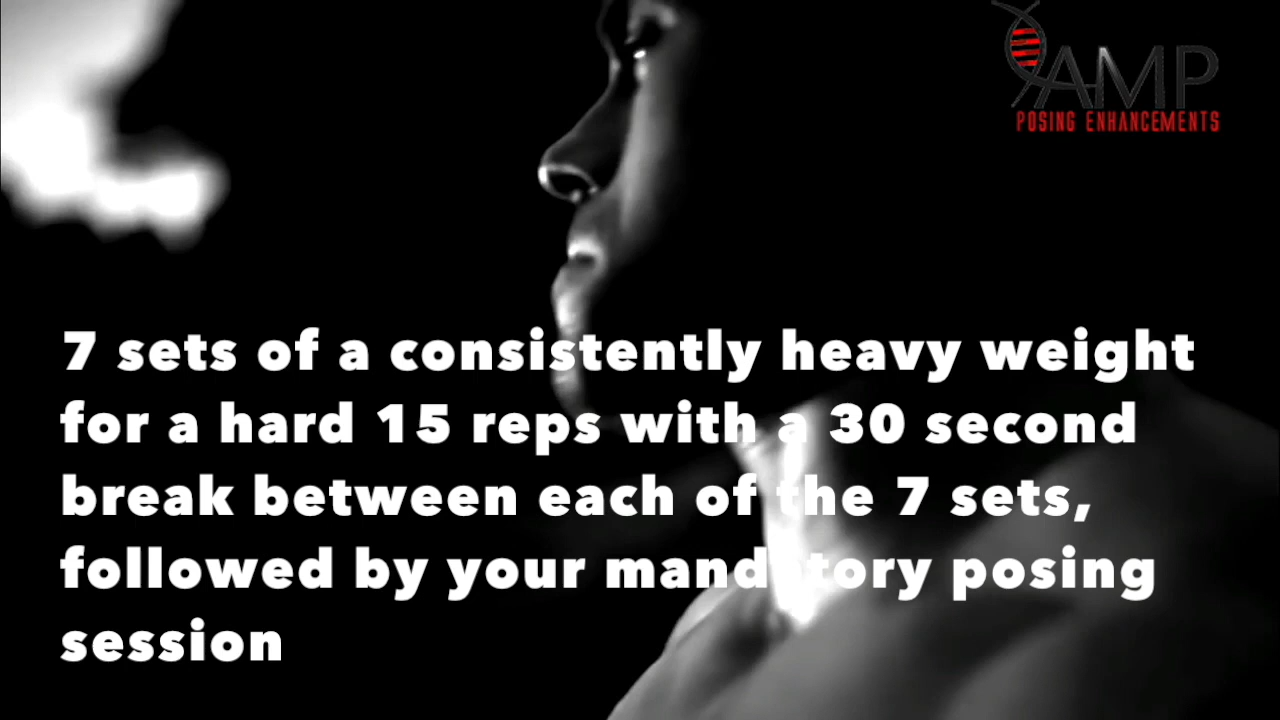 AMP
POSING ENHANCEMENTS
7 sets of a consistently heavy weight
for a hard 15 reps with a 30 second
break between each of the 7 sets,
followed by your mandatory posing
session